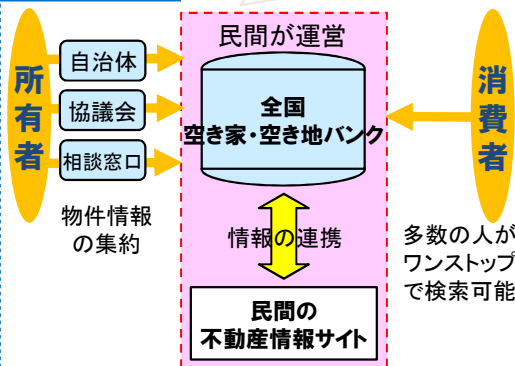 所有者
自治体
協議会
相談窓口
物件情報
の集約
民間が運営
全国
空き家・空き地バンク
情報の連携
民間の
不動産情報サイト
消費者
多数の人が
ワンストップ
で検索可能